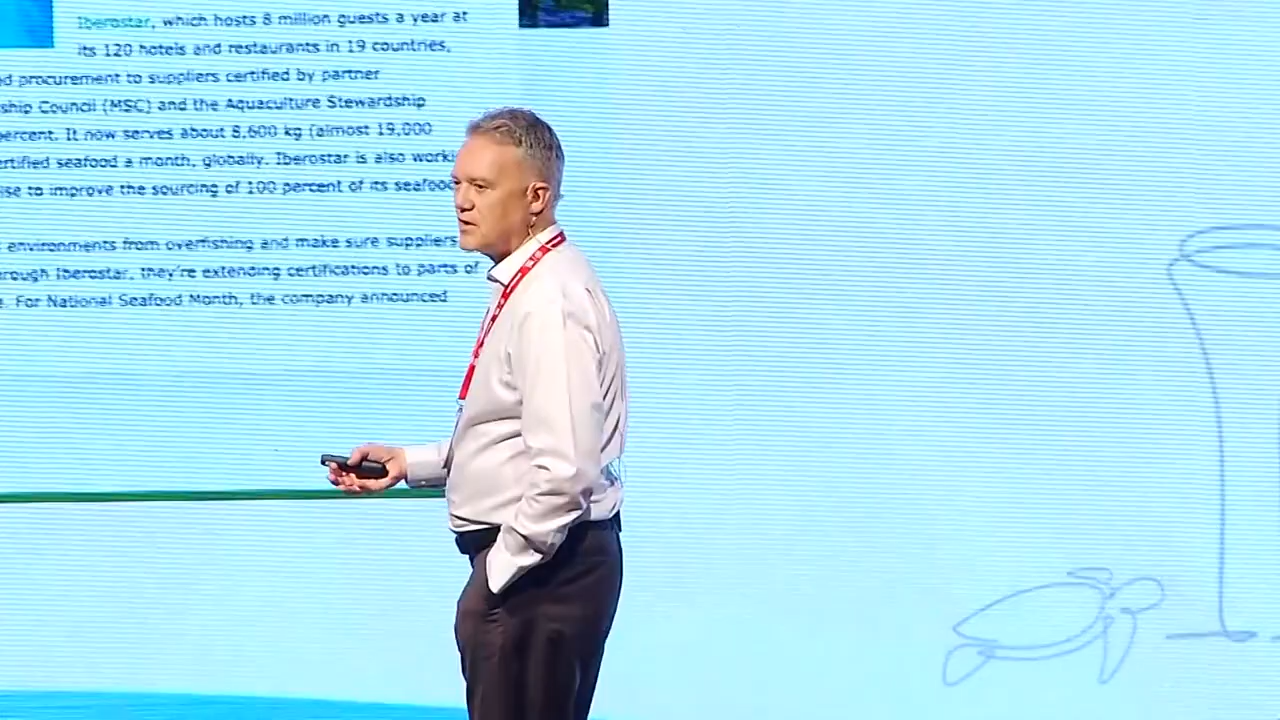 Iberostar, which hosts 8 million guests a year at
its 120 hotels and restaurants in 19 countries,
d procurement to suppliers certified by partner
ship Council (MSC) and the Aquaculture Stewardship
percent. It now serves about 8,600 kg (almost 19,000
ertified seafood a month, globally. Iberostar is also worki
ise to improve the sourcing of 100 percent of its seafood
environments from overfishing and make sure suppliers
rough Iberostar, they're extending certifications to parts of
. For National Seafood Month, the company announced